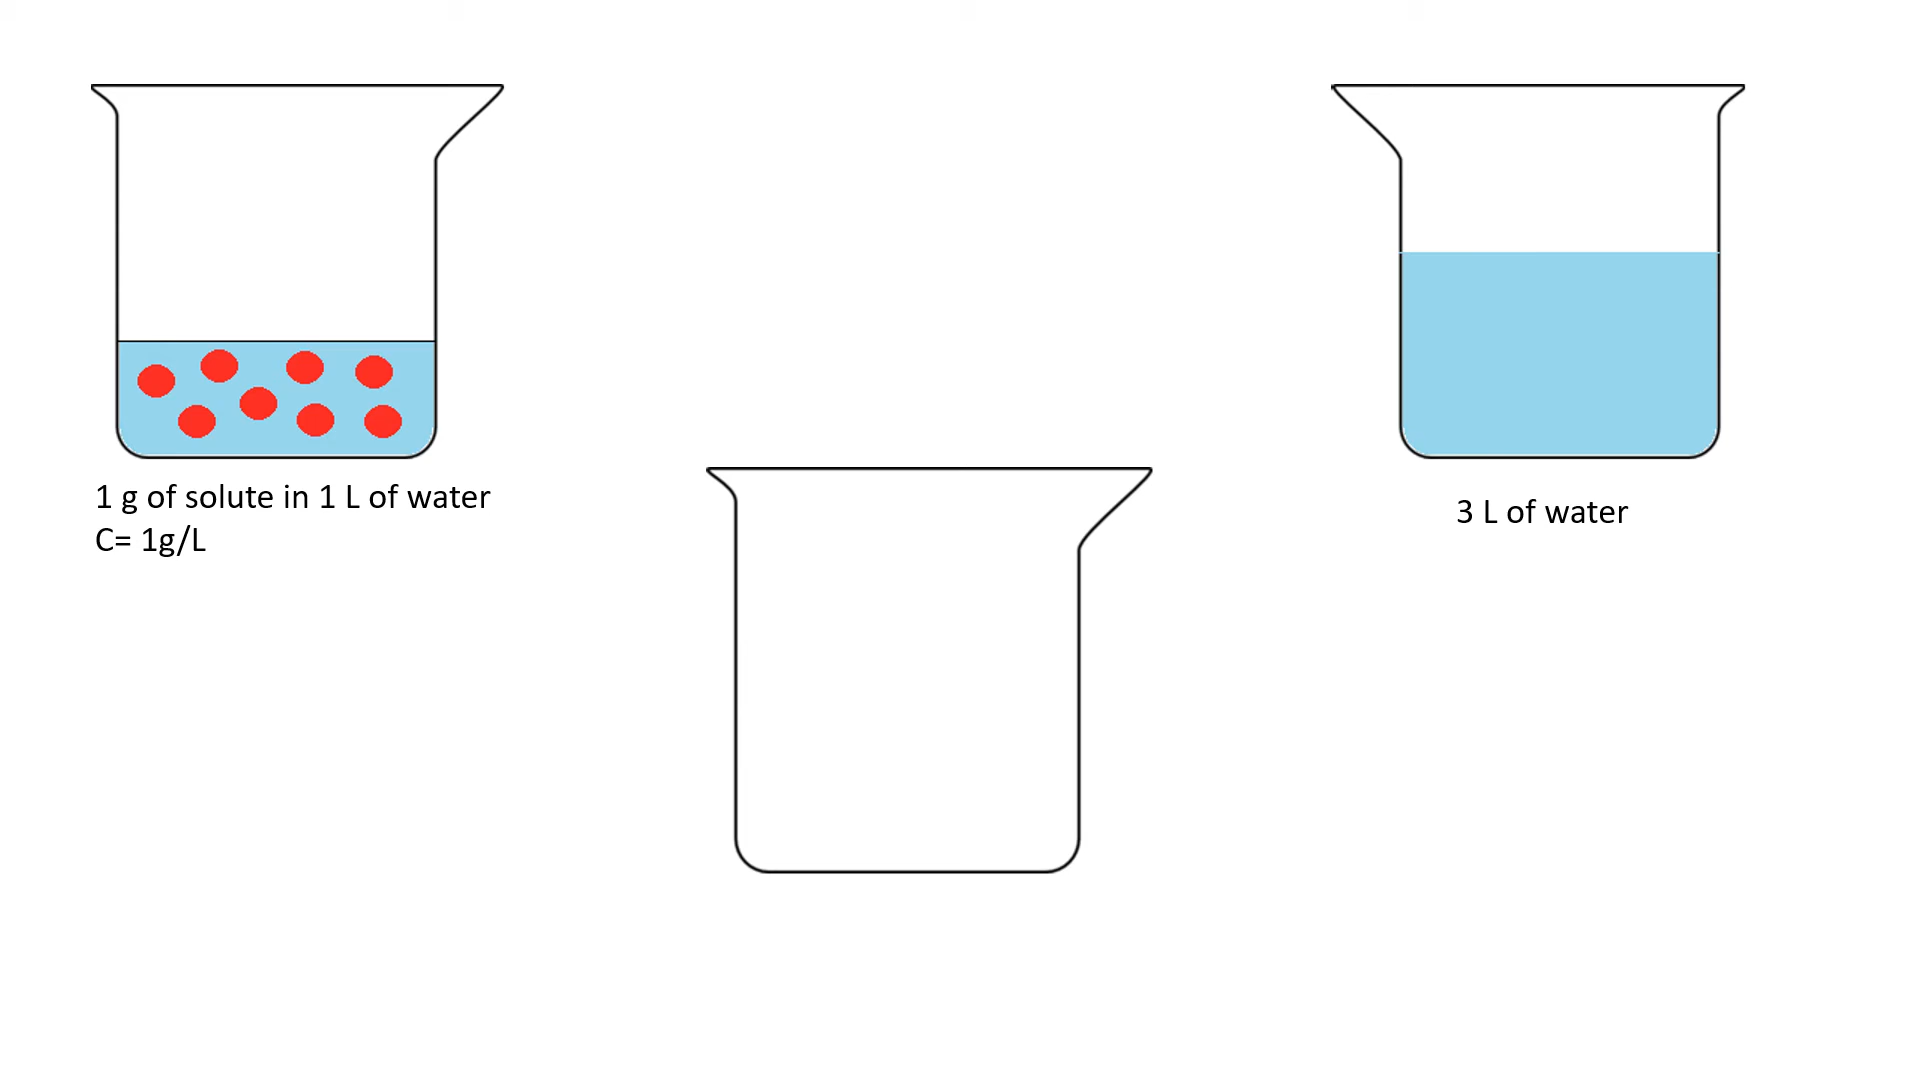 1 g of solute in 1 L of water
C= 1g/L
3 L of water